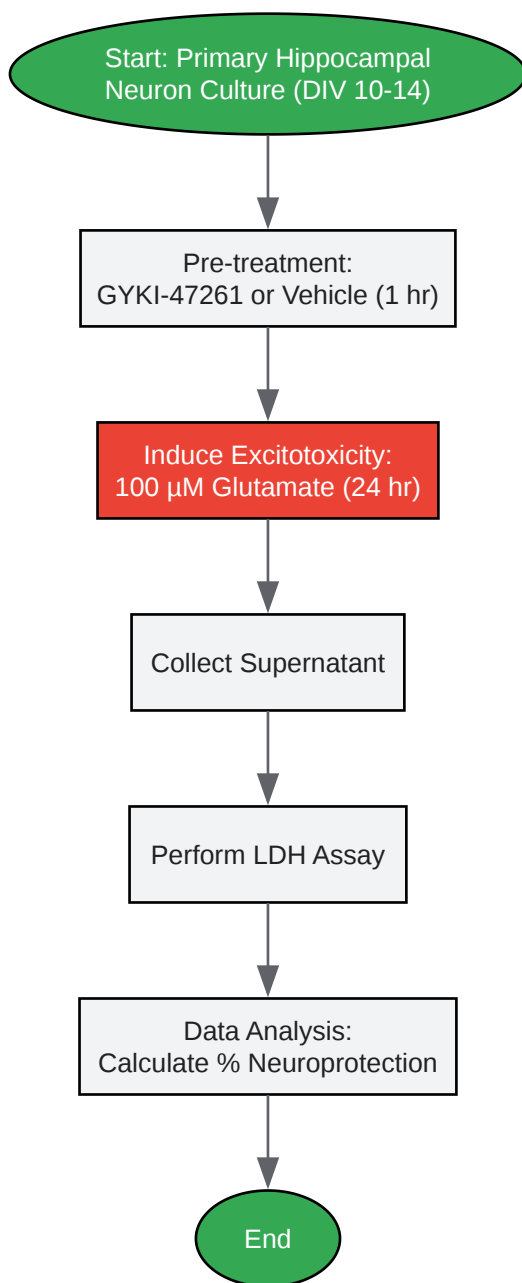 Start: Primary Hippocampal
Neuron Culture (DIV 10-14)
Pre-treatment:
GYKI-47261 or Vehicle (1 hr)
Induce Excitotoxicity:
100 µM Glutamate (24 hr)
Collect Supernatant
Perform LDH Assay
Data Analysis:
Calculate % Neuroprotection
End